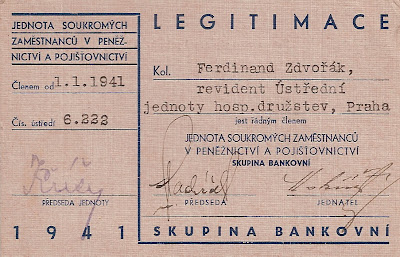 JEDNOTA SOUKROMÝCH
ZAMĚSTNANCŮ V PENĚŽ-
NICTVÍ A POJIŠŤOVNICTVÍ
Členem od 1.1.1941
Čís. ústřed. 6.222
PŘEDSEDA JEDNOTY
1941
LEGITIMACE
Kol. Ferdinand Zdvořák,
revident Ústřední
jednoty hosp.družstev, Praha
jest řádným členem
JEDNOTA SOUKROMÝCH ZAMĚSTNANCŮ
V PENĚŽNICTVÍ A POJIŠŤOVNICTVÍ
SKUPINA BANKOVNÍ
PŘEDSEDA
JEDNATEL
SKUPINA BANKOVNÍ